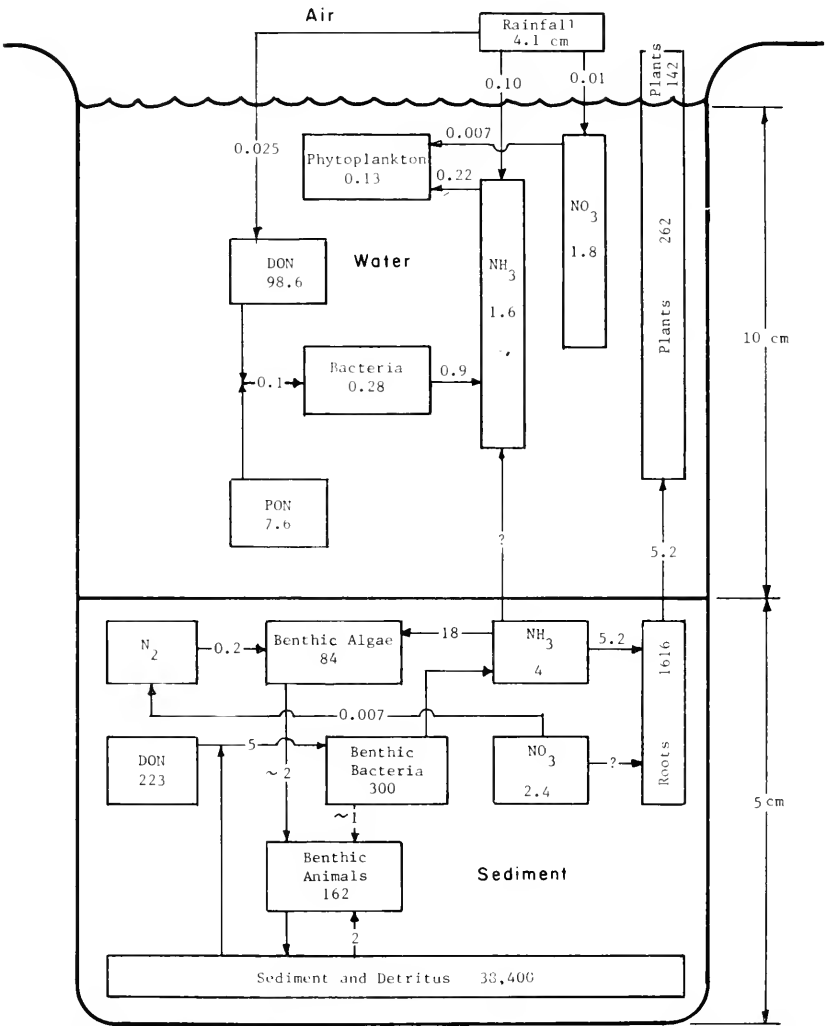 Air
Rainfall
4.1 cm
Plants
142
0.10
0.01
0.025
0.007
Phytoplankton
0.13
0.22
NO3
1.8
NH3
1.6
Plants 262
DON
98.6
Water
10 cm
Bacteria
0.28
0.1
0.9
PON
7.6
?
5.2
N2
0.2
Benthic Algae
84
18
NH3
4
5.2
Roots 1616
0.007
DON
223
5
Benthic
Bacteria
300
NO3
2.4
?
5 cm
~2
~1
Benthic
Animals
162
Sediment
2
Sediment and Detritus